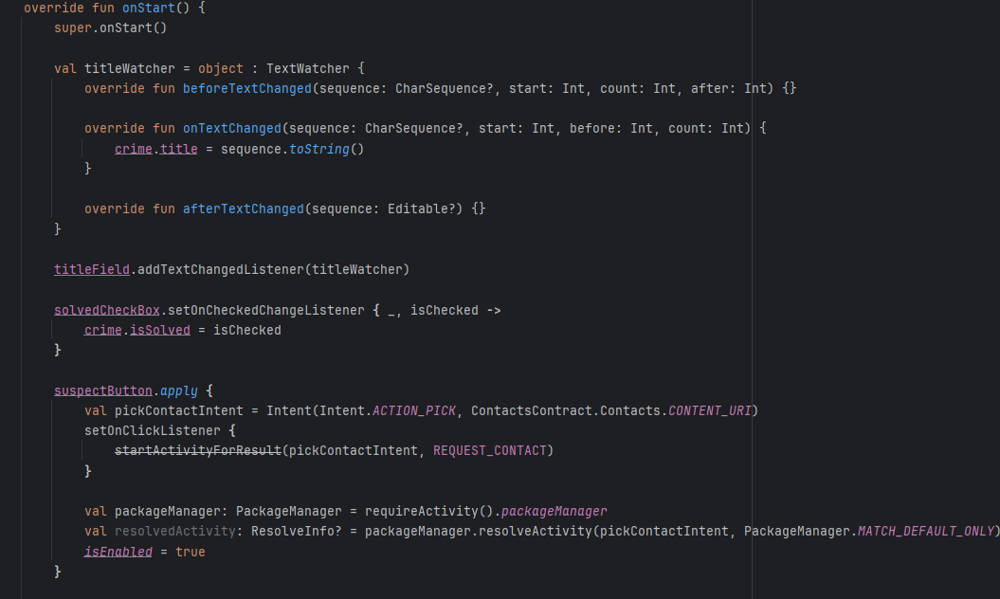 override fun onStart() {
super.onStart()
val titleWatcher = object : TextWatcher {
override fun beforeTextChanged(sequence: CharSequence?, start: Int, count: Int, after: Int) {}
override fun onTextChanged(sequence: CharSequence?, start: Int, before: Int, count: Int) {
crime.title = sequence.toString()
}
override fun afterTextChanged(sequence: Editable?) {}
}
titleField.addTextChangedListener(titleWatcher)
solvedCheckBox.setOnCheckedChangeListener { _, isChecked ->
crime.isSolved = isChecked
}
suspectButton.apply {
val pickContactIntent = Intent(Intent.ACTION_PICK, ContactsContract.Contacts.CONTENT_URI)
setOnClickListener {
startActivityForResult(pickContactIntent, REQUEST_CONTACT)
}
val packageManager: PackageManager = requireActivity().packageManager
val resolvedActivity: ResolveInfo? = packageManager.resolveActivity(pickContactIntent, PackageManager.MATCH_DEFAULT_ONLY)
isEnabled = true
}